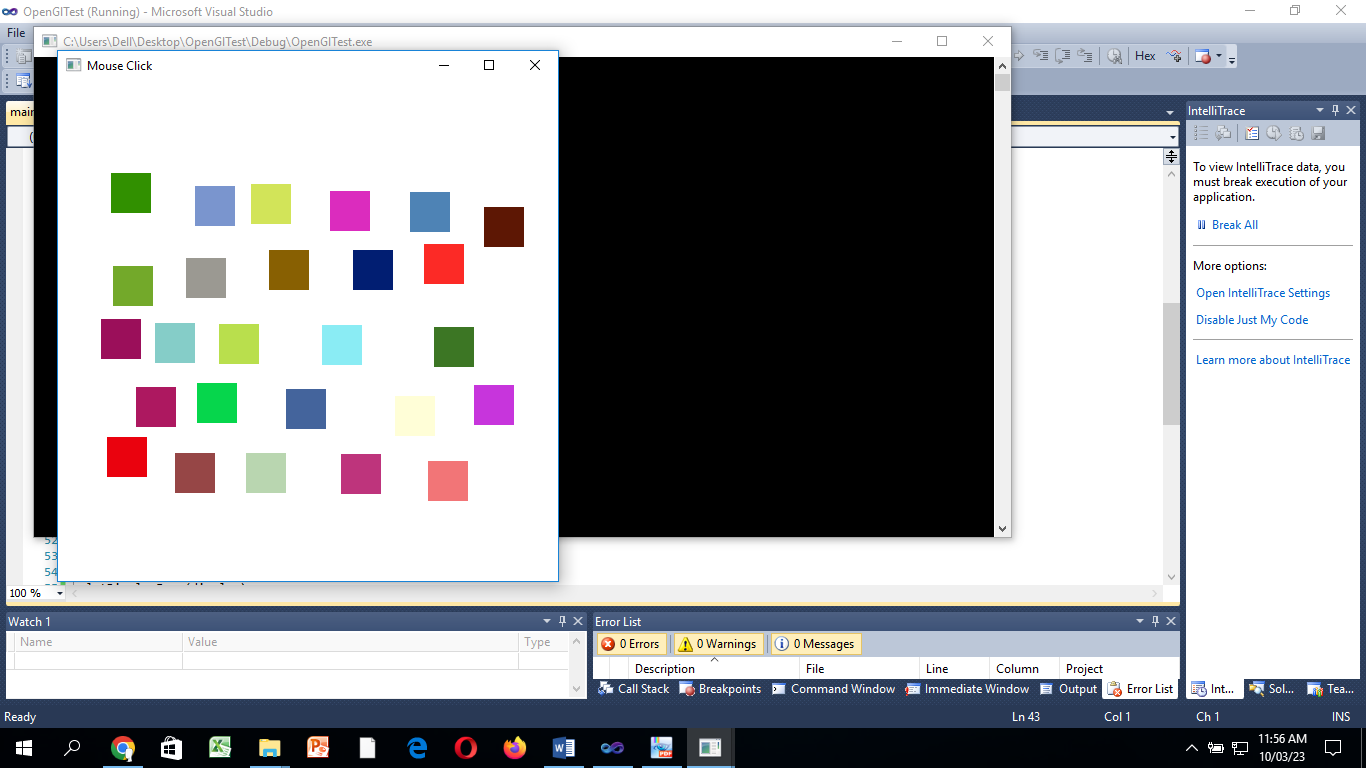 OpenGlTest (Running) - Microsoft Visual Studio
File
C:\Users\Dell\Desktop\OpenGlTest\Debug\OpenGlTest.exe
Mouse Click
Hex
main
IntelliTrace
To view IntelliTrace data, you
must break execution of your
application.
Break All
More options:
Open IntelliTrace Settings
Disable Just My Code
Learn more about IntelliTrace
52
53
54
100 %
Watch 1
Name Value Type
Error List
0 Errors 0 Warnings 0 Messages
Description File Line Column Project
Call Stack Breakpoints Command Window Immediate Window Output Error List
Int... Sol... Tea...
Ready
Ln 43 Col 1 Ch 1 INS
11:56 AM
10/03/23